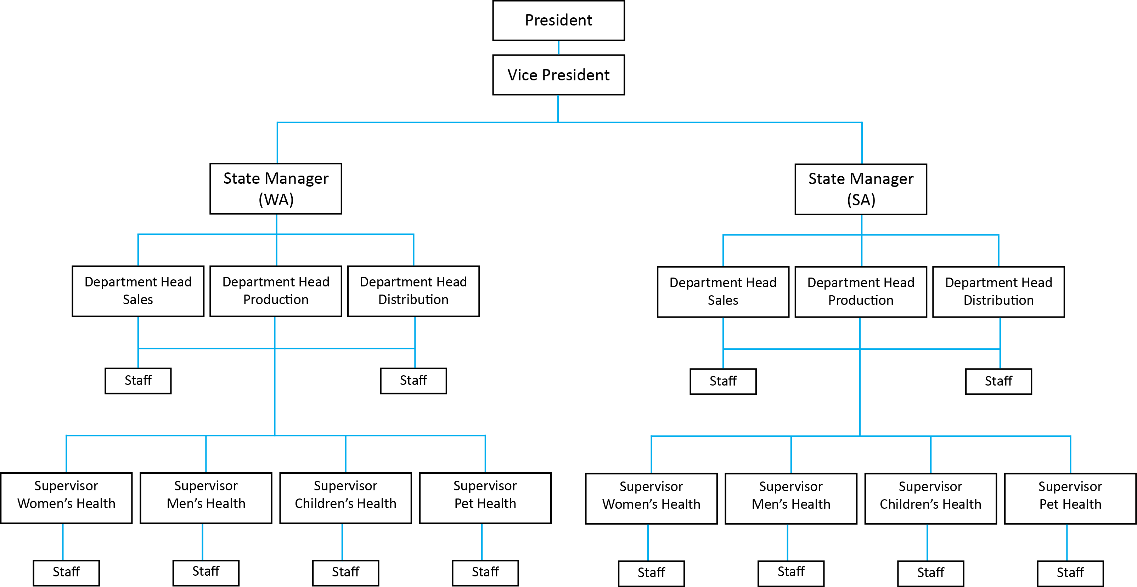 President
Vice President
State Manager
(WA)
State Manager
(SA)
Department Head
Sales
Department Head
Production
Department Head
Distribution
Department Head
Sales
Department Head
Production
Department Head
Distribution
Staff
Staff
Staff
Staff
Supervisor
Women’s Health
Supervisor
Men’s Health
Supervisor
Children’s Health
Supervisor
Pet Health
Supervisor
Women’s Health
Supervisor
Men’s Health
Supervisor
Children’s Health
Supervisor
Pet Health
Staff
Staff
Staff
Staff
Staff
Staff
Staff
Staff